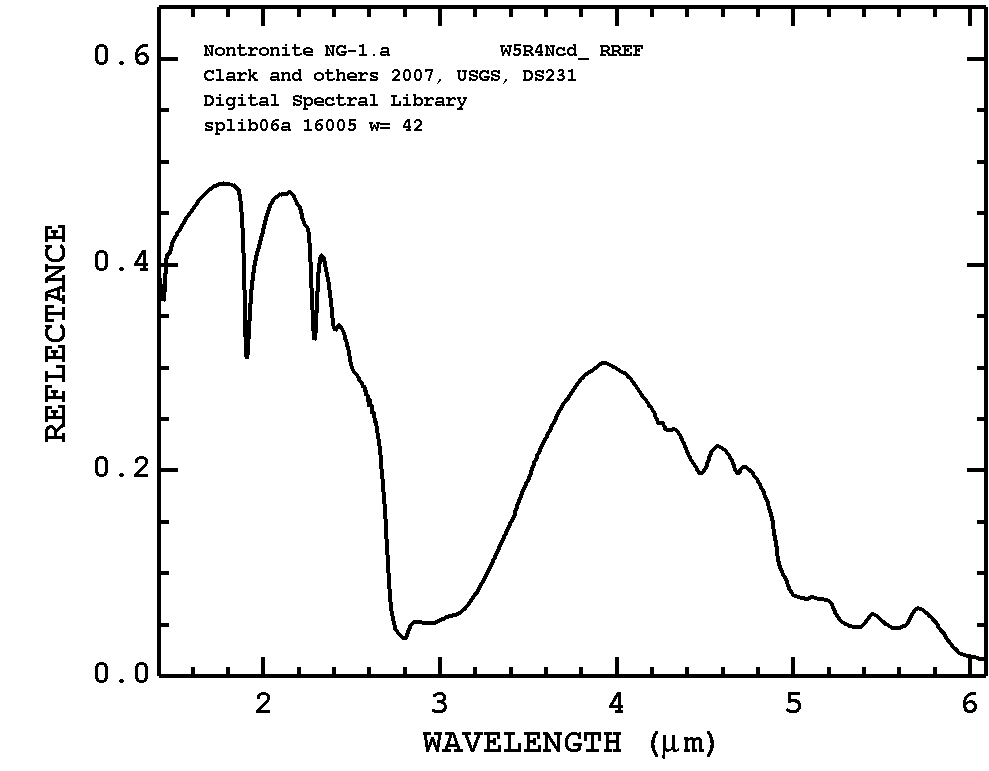 Nontronite NG-1.a W5R4Ncd_ RREF
Clark and others 2007, USGS, DS231
Digital Spectral Library
splib06a 16005 w= 42
0.6
0.4
0.2
0.0
REFLECTANCE
2 3 4 5 6
WAVELENGTH (µm)